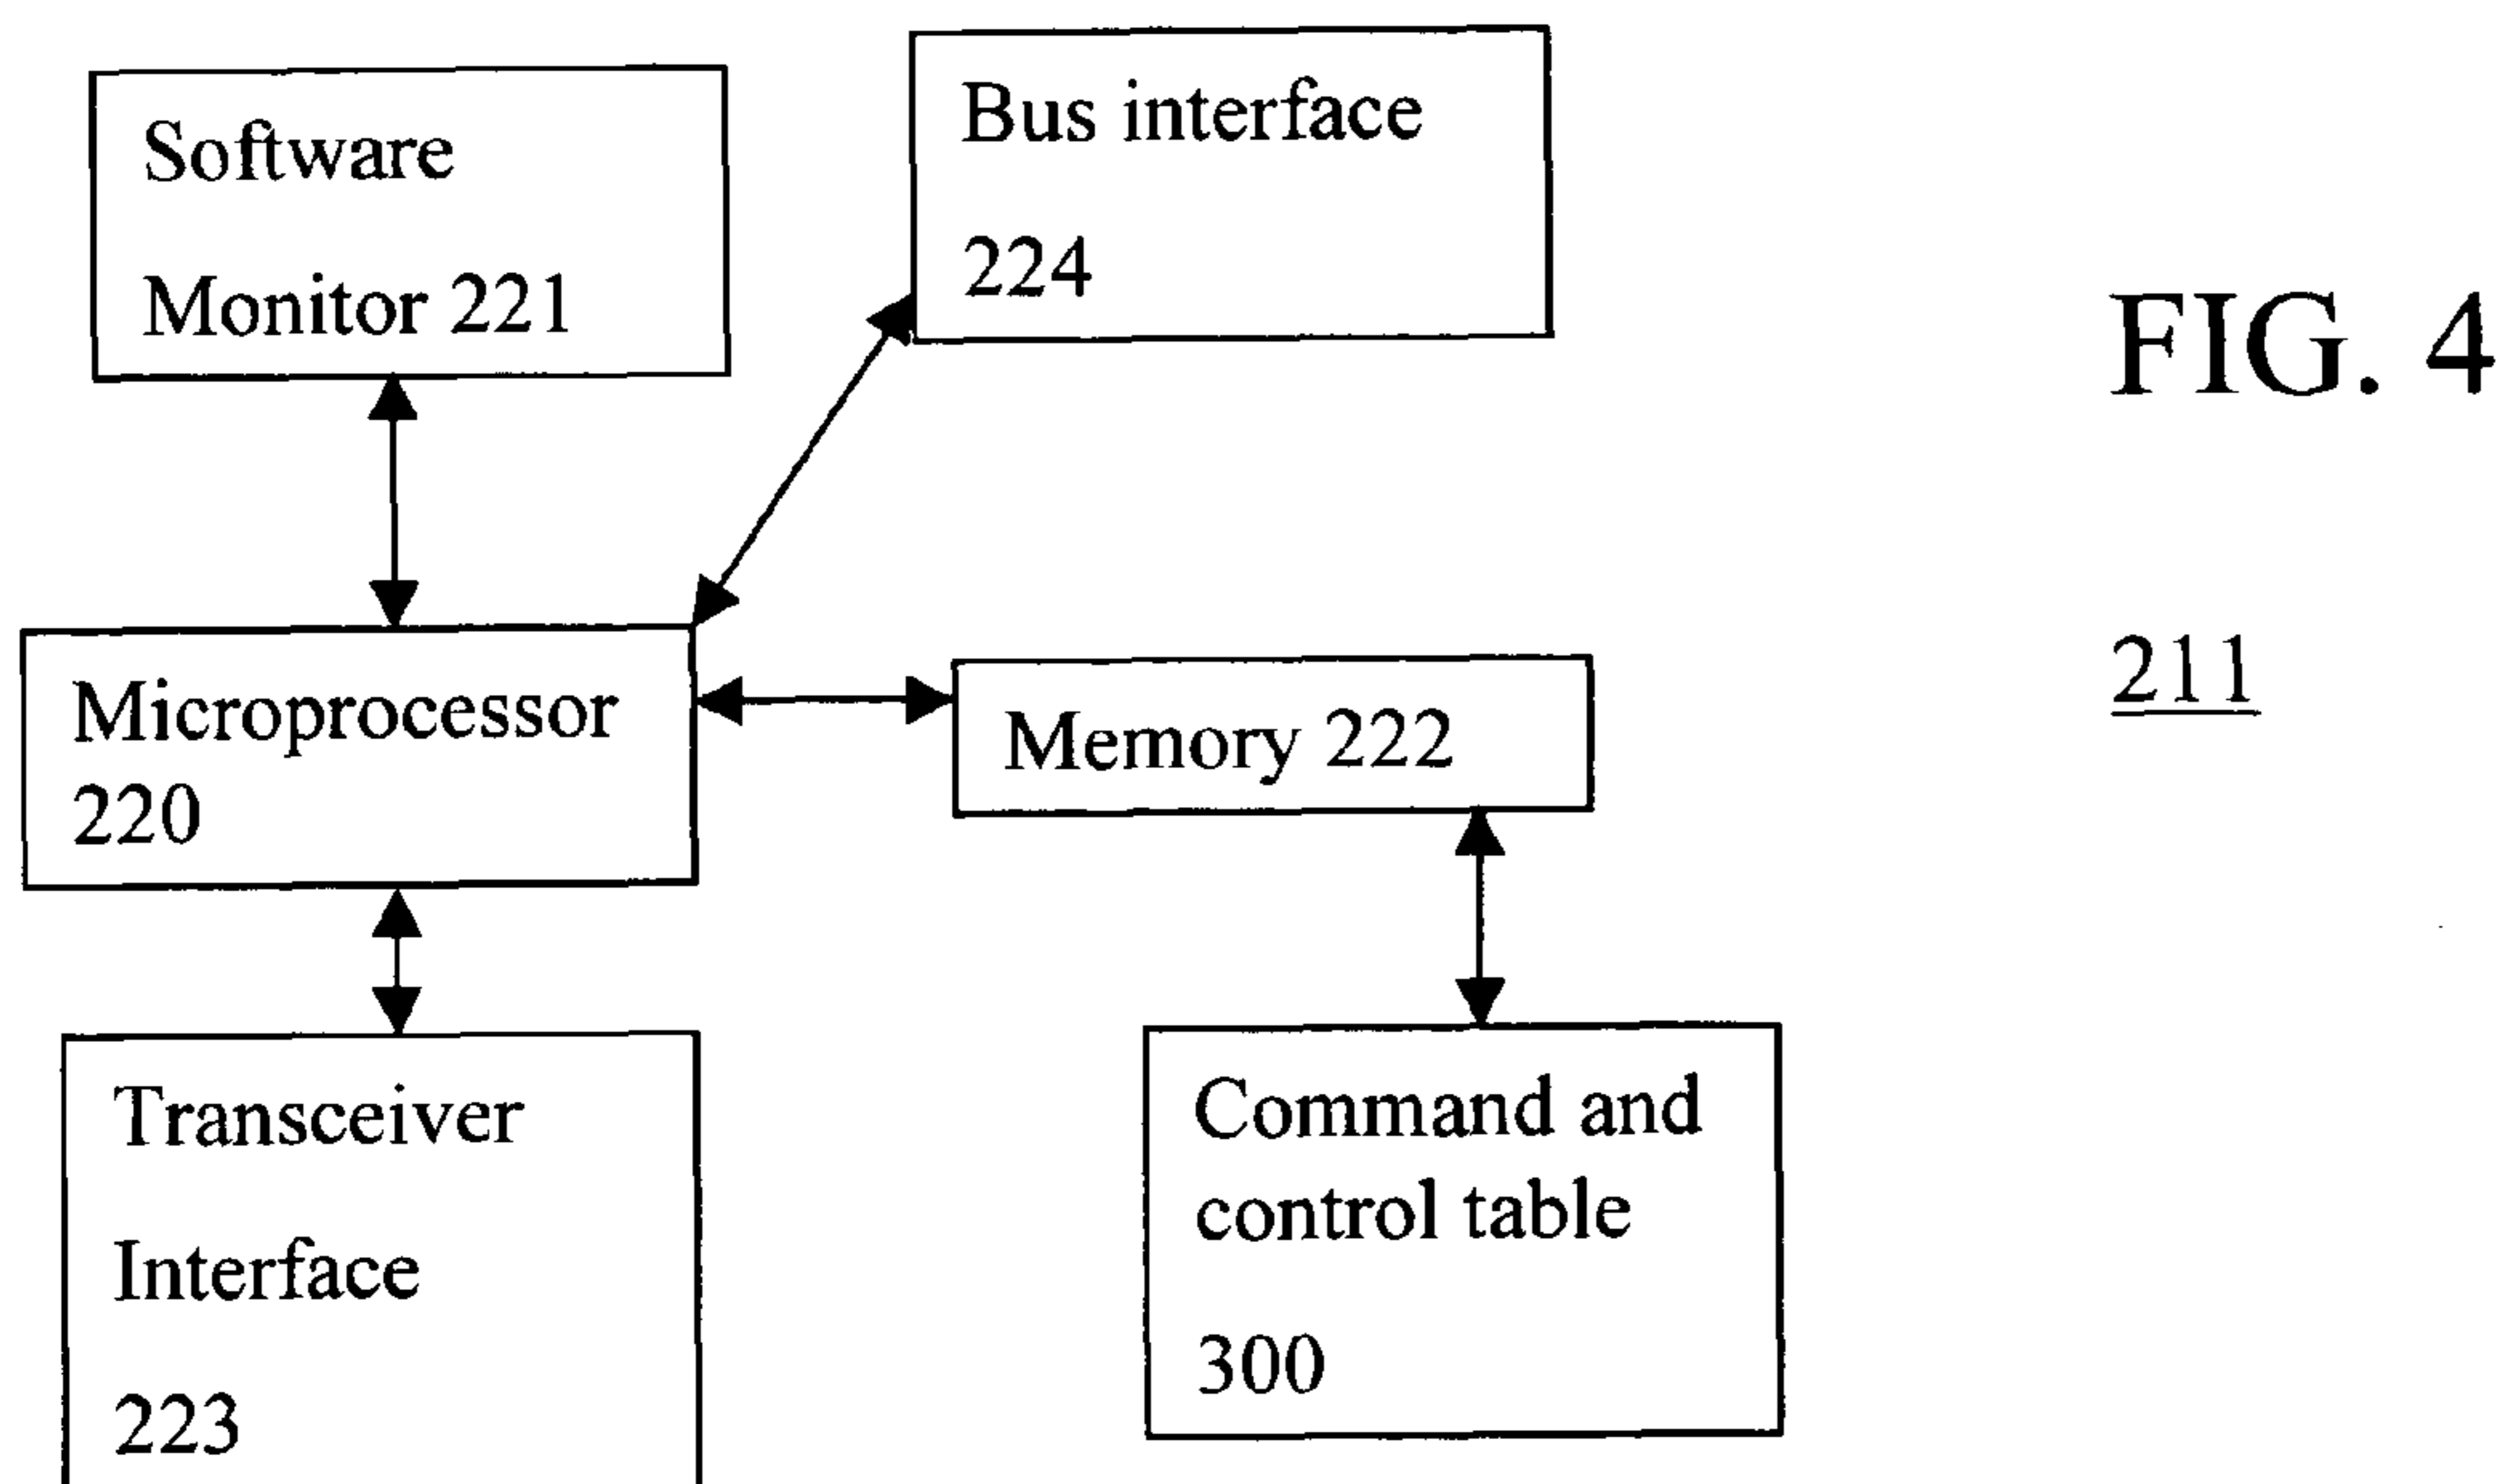 Software
Monitor 221
Bus interface
224
FIG. 4
211
Microprocessor
220
Memory 222
Transceiver
Interface
223
Command and
control table
300